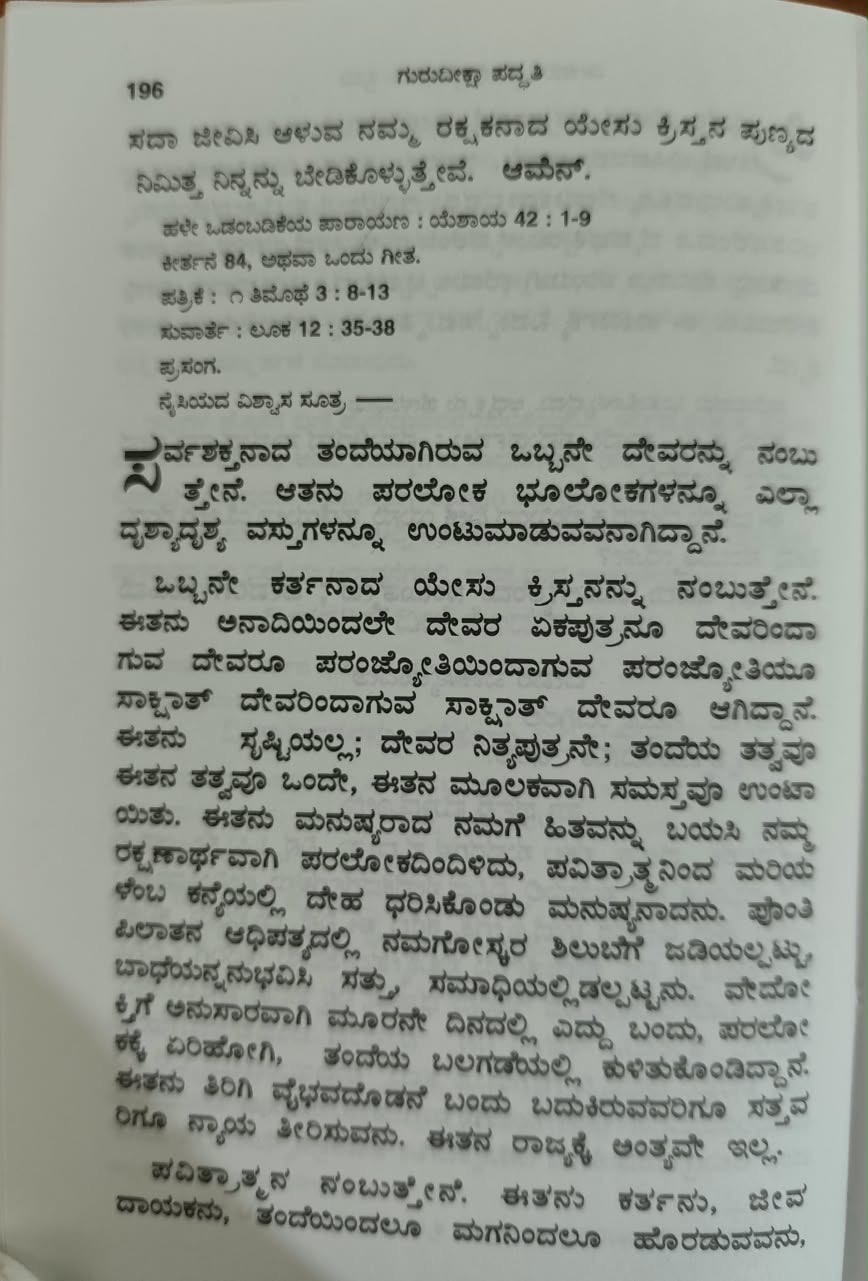 196
ಗುರುದೀಕ್ಷಾ ಪದ್ಧತಿ
ಸದಾ ಜೀವಿಸಿ ಆಳುವ ನಮ್ಮ ರಕ್ಷಕನಾದ ಯೇಸು ಕ್ರಿಸ್ತನ ಪುಣ್ಯದ
ನಿಮಿತ್ತ ನಿನ್ನನ್ನು ಬೇಡಿಕೊಳ್ಳುತ್ತೇವೆ. ಆಮೆನ್.
ಹಳೇ ಒಡಂಬಡಿಕೆಯ ಪಾರಾಯಣ : ಯೆಶಾಯ 42 : 1-9
ಕೀರ್ತನೆ 84, ಅಥವಾ ಒಂದು ಗೀತ.
ಪತ್ರಿಕೆ : ೧ ತಿಮೊಥೆ 3 : 8-13
ಸುವಾರ್ತೆ : ಲೂಕ 12 : 35-38
ಪ್ರಸಂಗ.
ನೈಸಿಯದ ವಿಶ್ವಾಸ ಸೂತ್ರ —
ಸರ್ವಶಕ್ತನಾದ ತಂದೆಯಾಗಿರುವ ಒಬ್ಬನೇ ದೇವರನ್ನು ನಂಬು
ತ್ತೇನೆ. ಆತನು ಪರಲೋಕ ಭೂಲೋಕಗಳನ್ನೂ ಎಲ್ಲಾ
ದೃಶ್ಯಾದೃಶ್ಯ ವಸ್ತುಗಳನ್ನೂ ಉಂಟುಮಾಡುವವನಾಗಿದ್ದಾನೆ.
ಒಬ್ಬನೇ ಕರ್ತನಾದ ಯೇಸು ಕ್ರಿಸ್ತನನ್ನು ನಂಬುತ್ತೇನೆ.
ಈತನು ಅನಾದಿಯಿಂದಲೇ ದೇವರ ಏಕಪುತ್ರನೂ ದೇವರಿಂದಾ
ಗುವ ದೇವರೂ ಪರಂಜ್ಯೋತಿಯಿಂದಾಗುವ ಪರಂಜ್ಯೋತಿಯೂ
ಸಾಕ್ಷಾತ್ ದೇವರಿಂದಾಗುವ ಸಾಕ್ಷಾತ್ ದೇವರೂ ಆಗಿದ್ದಾನೆ.
ಈತನು ಸೃಷ್ಟಿಯಲ್ಲ; ದೇವರ ನಿತ್ಯಪುತ್ರನೇ; ತಂದೆಯ ತತ್ವವೂ
ಈತನ ತತ್ವವೂ ಒಂದೇ, ಈತನ ಮೂಲಕವಾಗಿ ಸಮಸ್ತವೂ ಉಂಟಾ
ಯಿತು. ಈತನು ಮನುಷ್ಯರಾದ ನಮಗೆ ಹಿತವನ್ನು ಬಯಸಿ ನಮ್ಮ
ರಕ್ಷಣಾರ್ಥವಾಗಿ ಪರಲೋಕದಿಂದಿಳಿದು, ಪವಿತ್ರಾತ್ಮನಿಂದ ಮರಿಯ
ಳೆಂಬ ಕನ್ಯೆಯಲ್ಲಿ ದೇಹ ಧರಿಸಿಕೊಂಡು ಮನುಷ್ಯನಾದನು. ಪೊಂತಿ
ಪಿಲಾತನ ಆಧಿಪತ್ಯದಲ್ಲಿ ನಮಗೋಸ್ಕರ ಶಿಲುಬೆಗೆ ಜಡಿಯಲ್ಪಟ್ಟು,
ಬಾಧೆಯನ್ನನುಭವಿಸಿ ಸತ್ತು, ಸಮಾಧಿಯಲ್ಲಿಡಲ್ಪಟ್ಟನು. ವೇದೋ
ಕ್ತಿಗೆ ಅನುಸಾರವಾಗಿ ಮೂರನೇ ದಿನದಲ್ಲಿ ಎದ್ದು ಬಂದು, ಪರಲೋ
ಕಕ್ಕೆ ಏರಿಹೋಗಿ, ತಂದೆಯ ಬಲಗಡೆಯಲ್ಲಿ ಕುಳಿತುಕೊಂಡಿದ್ದಾನೆ.
ಈತನು ತಿರಿಗಿ ವೈಭವದೊಡನೆ ಬಂದು ಬದುಕಿರುವವರಿಗೂ ಸತ್ತವ
ರಿಗೂ ನ್ಯಾಯ ತೀರಿಸುವನು. ಈತನ ರಾಜ್ಯಕ್ಕೆ ಅಂತ್ಯವೇ ಇಲ್ಲ.
ಪವಿತ್ರಾತ್ಮನ ನಂಬುತ್ತೇನೆ. ಈತನು ಕರ್ತನು, ಜೀವ
ದಾಯಕನು, ತಂದೆಯಿಂದಲೂ ಮಗನಿಂದಲೂ ಹೊರಡುವವನು,